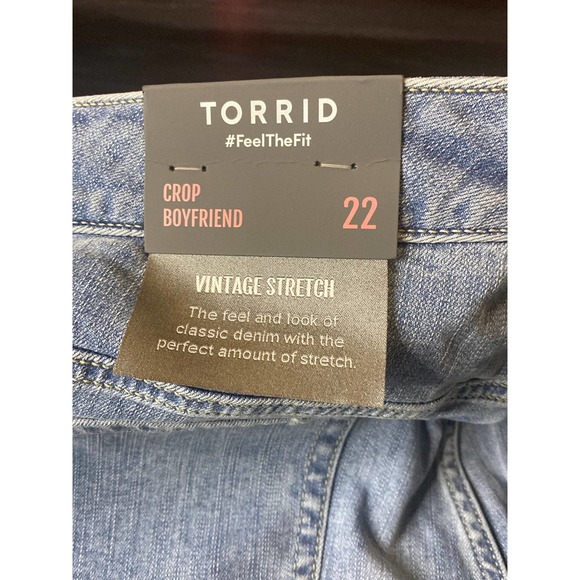 TORRID
#FeelTheFit
CROP
BOYFRIEND
22
VINTAGE STRETCH
The feel and look of
classic denim with the
perfect amount of stretch.